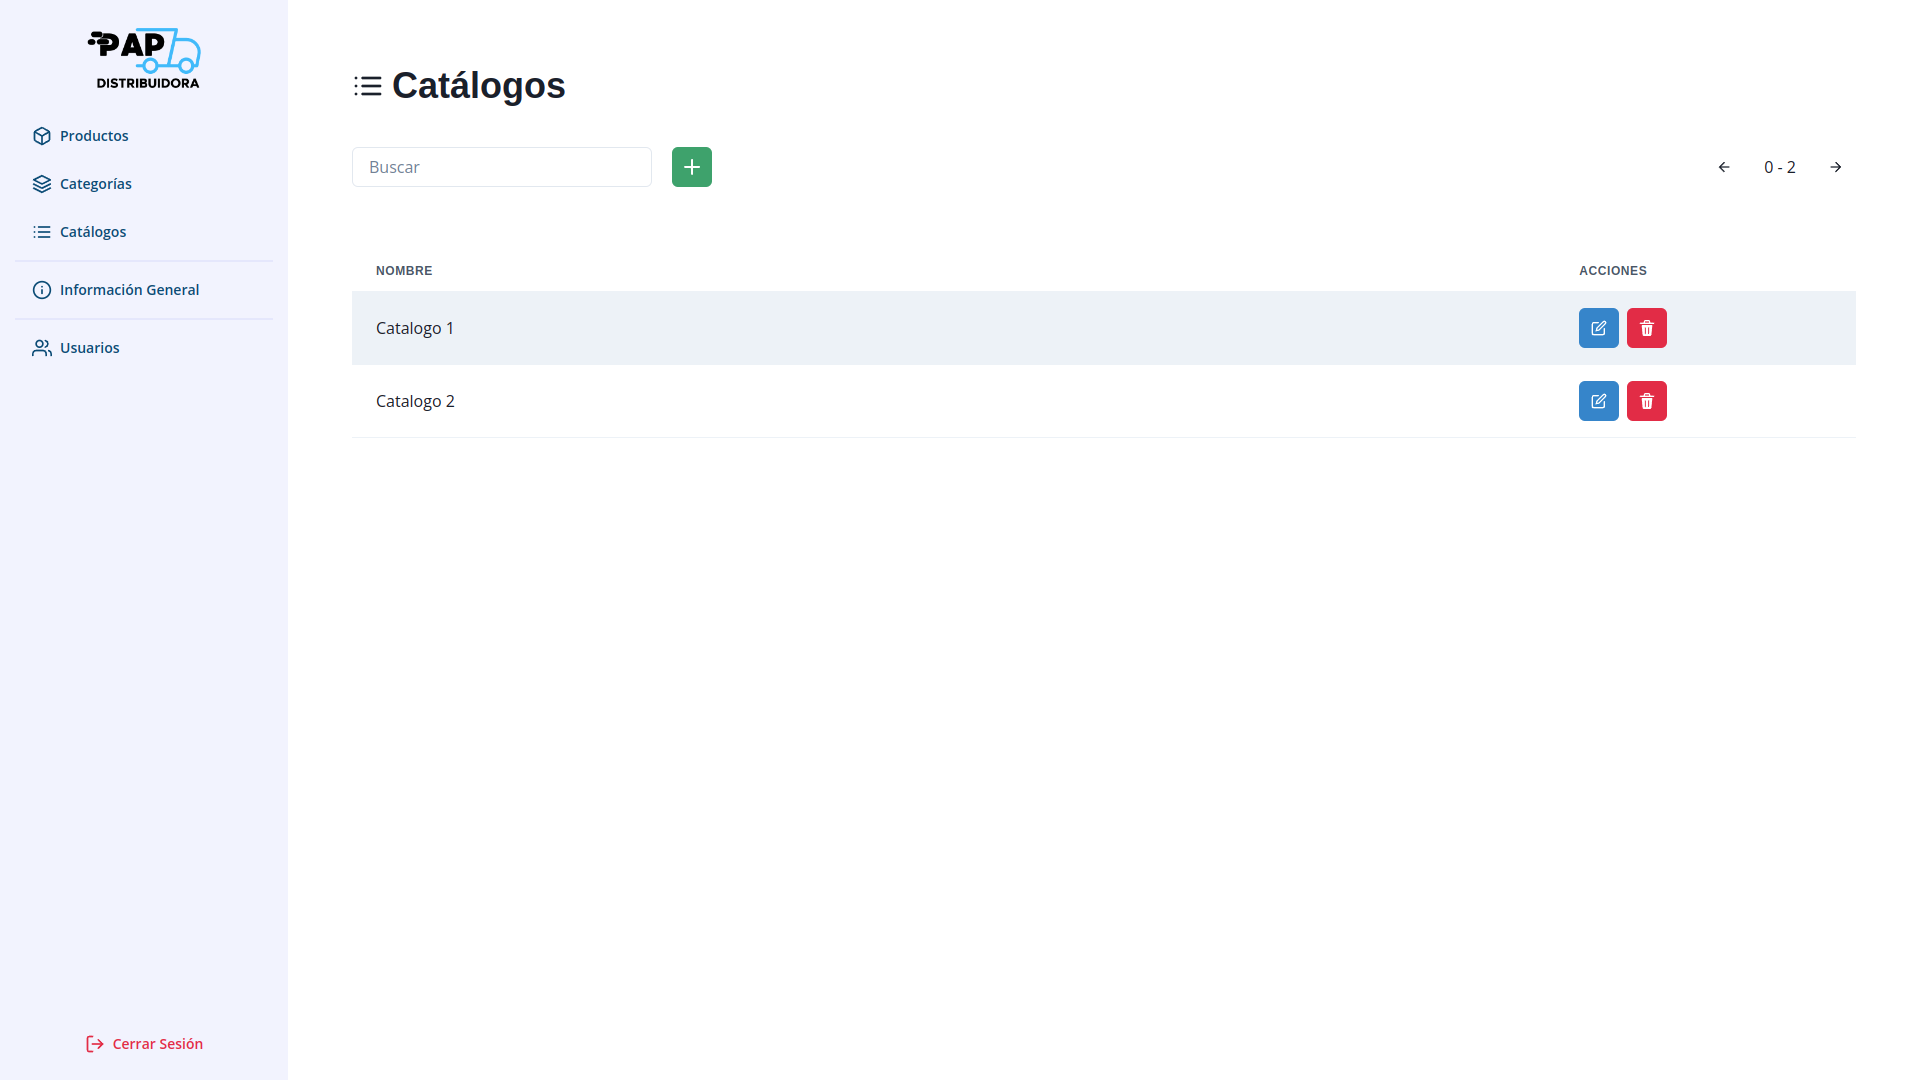 PAP
DISTRIBUIDORA
Productos
Categorías
Catálogos
Información General
Usuarios
Cerrar Sesión
Catálogos
Buscar
0 - 2
NOMBRE ACCIONES
Catalogo 1
Catalogo 2